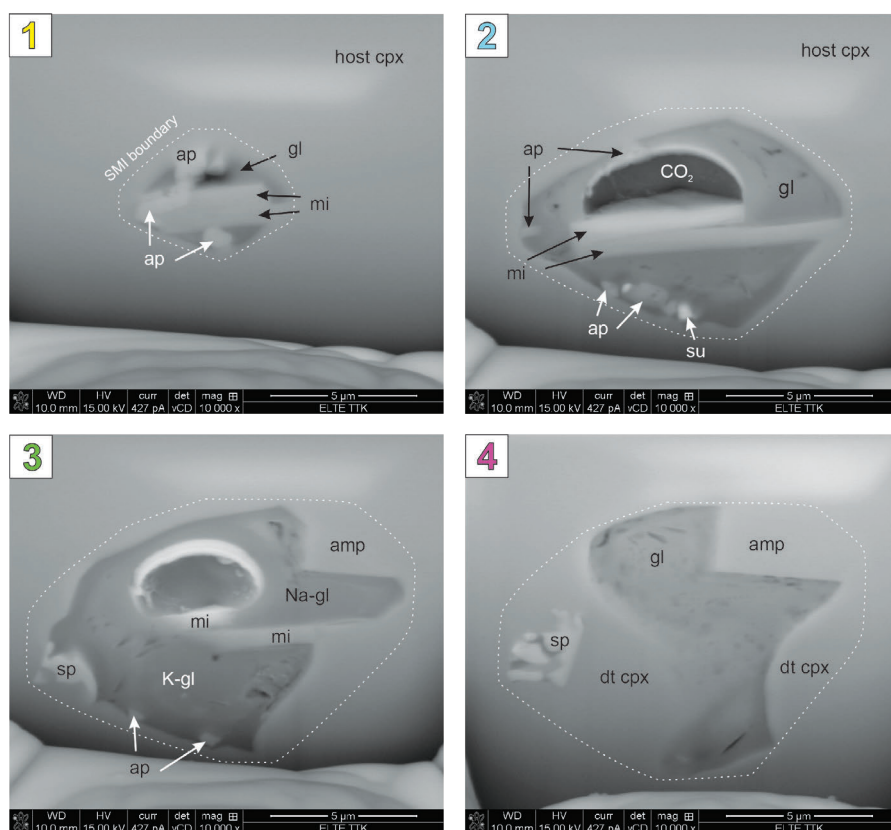 1
host cpx
SMI boundary
ap
gl
mi
ap
WD HV curr det mag 5 µm
10.0 mm 15.00 kV 427 pA vCD 10 000 x ELTE TTK
2
host cpx
ap
CO2
gl
mi
ap
su
WD HV curr det mag 5 µm
10.0 mm 15.00 kV 427 pA vCD 10 000 x ELTE TTK
3
amp
Na-gl
mi
mi
sp
K-gl
ap
WD HV curr det mag 5 µm
10.0 mm 15.00 kV 427 pA vCD 10 000 x ELTE TTK
4
gl
amp
sp
dt cpx
dt cpx
WD HV curr det mag 5 µm
10.0 mm 15.00 kV 427 pA vCD 10 000 x ELTE TTK